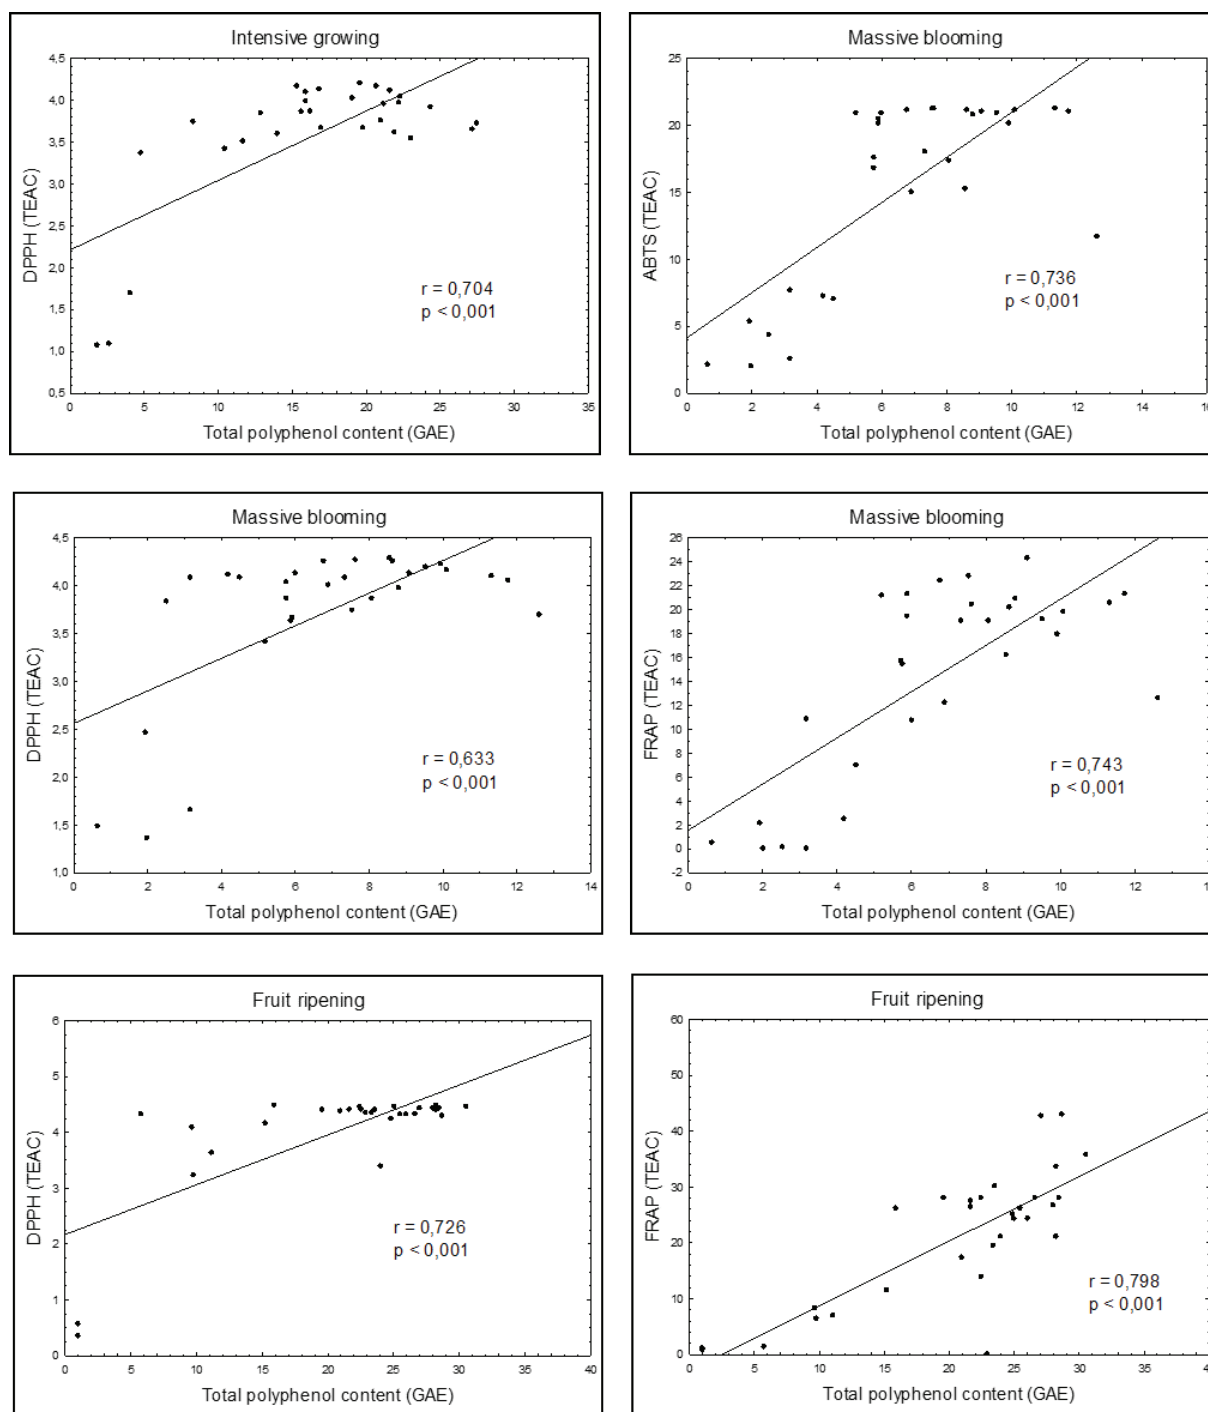 Intensive growing
4,5
4,0
3,5
3,0
2,5
2,0
1,5
1,0
0,5
DPPH (TEAC)
r = 0,704
p < 0,001
0 5 10 15 20 25 30 35
Total polyphenol content (GAE)
Massive blooming
25
20
15
10
5
0
ABTS (TEAC)
r = 0,736
p < 0,001
0 2 4 6 8 10 12 14 16
Total polyphenol content (GAE)
Massive blooming
4,5
4,0
3,5
3,0
2,5
2,0
1,5
1,0
DPPH (TEAC)
r = 0,633
p < 0,001
0 2 4 6 8 10 12 14
Total polyphenol content (GAE)
Massive blooming
26
24
22
20
18
16
14
12
10
8
6
4
2
0
-2
FRAP (TEAC)
r = 0,743
p < 0,001
0 2 4 6 8 10 12 14
Total polyphenol content (GAE)
Fruit ripening
6
5
4
3
2
1
0
DPPH (TEAC)
r = 0,726
p < 0,001
0 5 10 15 20 25 30 35 40
Total polyphenol content (GAE)
Fruit ripening
60
50
40
30
20
10
0
FRAP (TEAC)
r = 0,798
p < 0,001
0 5 10 15 20 25 30 35 40
Total polyphenol content (GAE)